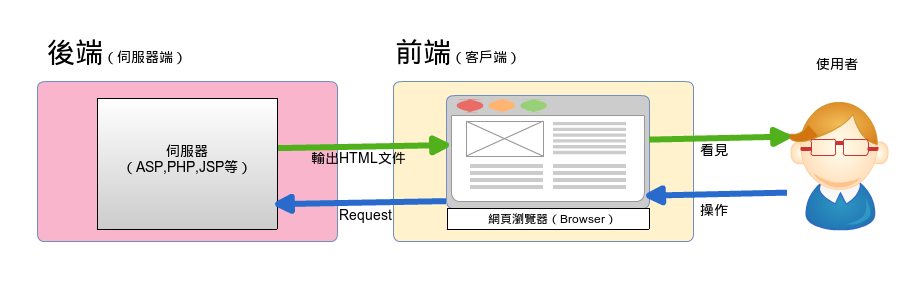 後端（伺服器端）
前端（客戶端）
使用者
伺服器
（ASP,PHP,JSP等）
輸出HTML文件
Request
網頁瀏覽器（Browser）
看見
操作